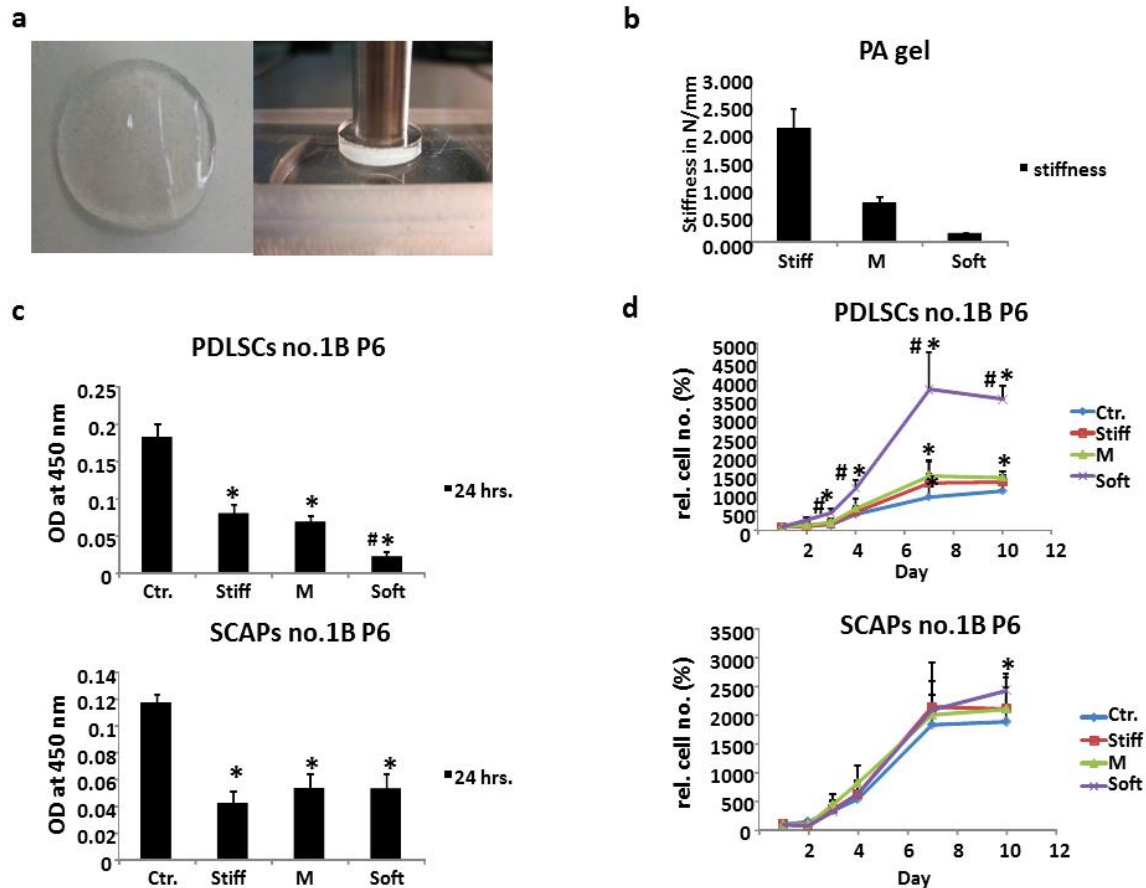 a
b
PA gel
Stiffness in N/mm
3.000
2.500
2.000
1.500
1.000
0.500
0.000
Stiff M Soft
stiffness
c
PDLSCs no.1B P6
OD at 450 nm
0.25
0.2
0.15
0.1
0.05
0
*
*
#*
Ctr. Stiff M Soft
24 hrs.
SCAPs no.1B P6
OD at 450 nm
0.14
0.12
0.1
0.08
0.06
0.04
0.02
0
*
*
*
Ctr. Stiff M Soft
24 hrs.
d
PDLSCs no.1B P6
rel. cell no. (%)
5000
4500
4000
3500
3000
2500
2000
1500
1000
500
0
#*
#*
#*
#*
*
*
*
2 4 6 8 10 12
Day
Ctr.
Stiff
M
Soft
SCAPs no.1B P6
rel. cell no. (%)
3500
3000
2500
2000
1500
1000
500
0
*
2 4 6 8 10 12
Day
Ctr.
Stiff
M
Soft